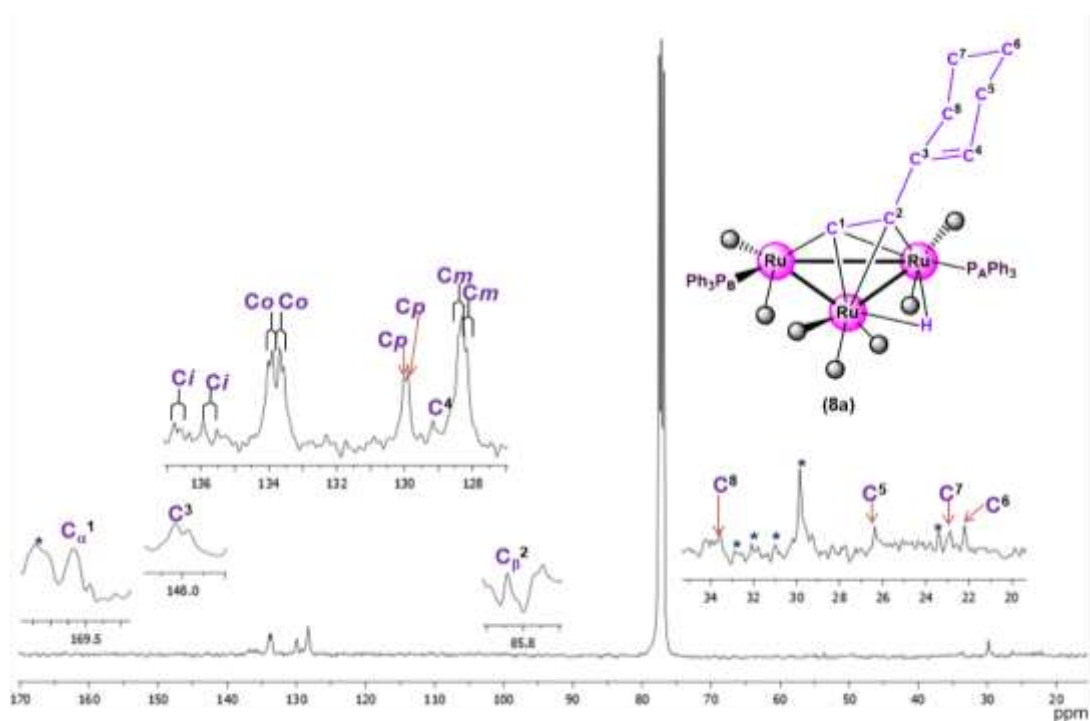 C⁷
C⁶
C⁵
C⁸
C³
C⁴
C¹
C²
Ru
Ru
Ph₃P_B
P_APh₃
Ru
H
(8a)
Ci
Ci
Co Co
Cp
Cp
C⁴
Cm
Cm
136 134 132 130 128
*
Cα¹
169.5
C³
148.0
Cβ²
85.8
C⁸
*
*
*
*
C⁵
*
C⁷
C⁶
34 32 30 28 26 24 22 20
170 160 150 140 130 120 110 100 90 80 70 60 50 40 30 20
ppm